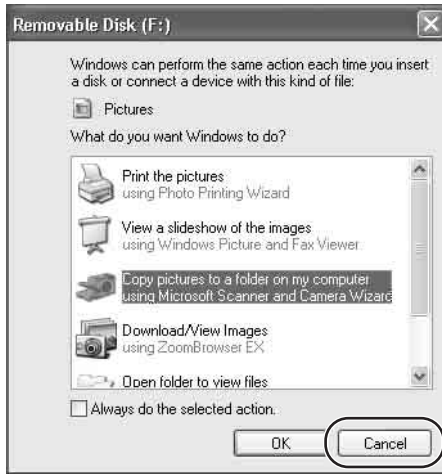 Removable Disk (F:)
Windows can perform the same action each time you insert
a disk or connect a device with this kind of file:
Pictures
What do you want Windows to do?
Print the pictures
using Photo Printing Wizard
View a slideshow of the images
using Windows Picture and Fax Viewer
Copy pictures to a folder on my computer
using Microsoft Scanner and Camera Wizard
Download/View Images
using ZoomBrowser EX
Open folder to view files
Always do the selected action.
OK
Cancel